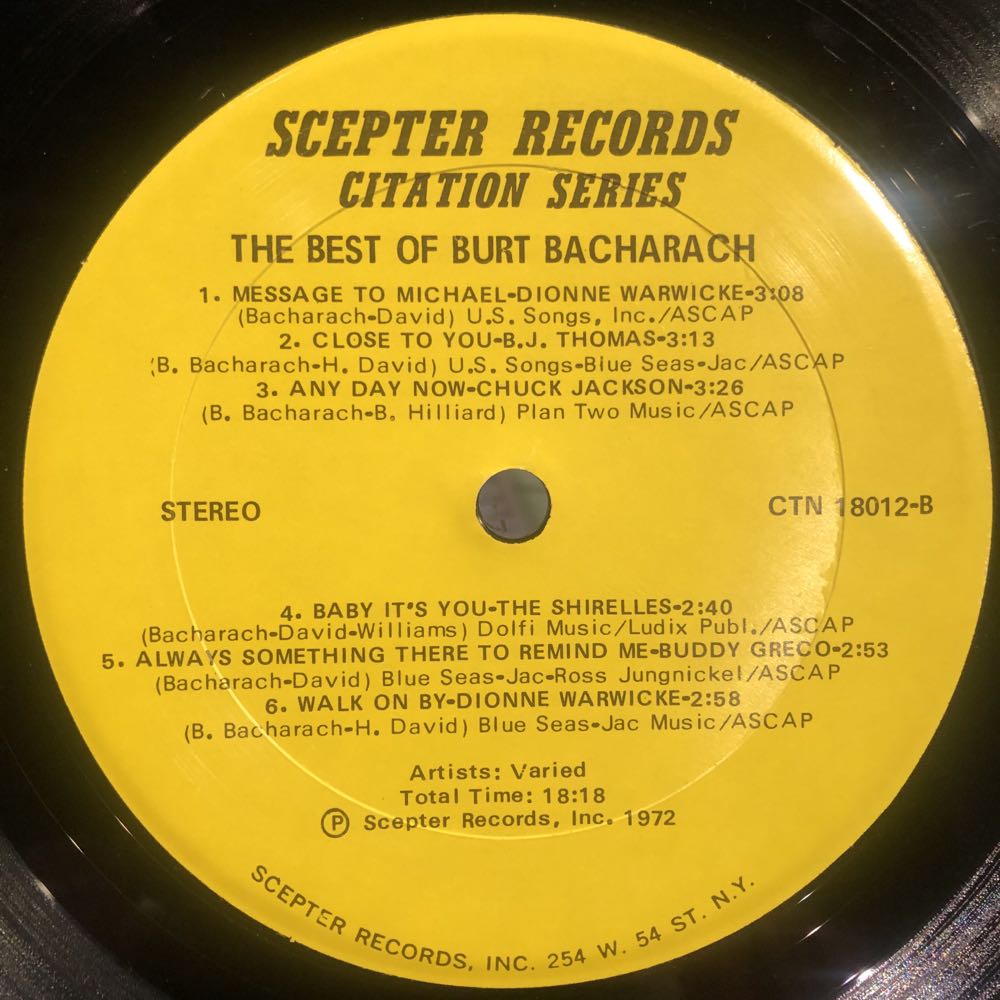 SCEPTER RECORDS
CITATION SERIES
THE BEST OF BURT BACHARACH
1. MESSAGE TO MICHAEL-DIONNE WARWICKE-3:08
(Bacharach-David) U.S. Songs, Inc./ASCAP
2. CLOSE TO YOU-B.J. THOMAS-3:13
(B. Bacharach-H. David) U.S. Songs-Blue Seas-Jac/ASCAP
3. ANY DAY NOW-CHUCK JACKSON-3:26
(B. Bacharach-B. Hilliard) Plan Two Music/ASCAP
STEREO
CTN 18012-B
4. BABY IT'S YOU-THE SHIRELLES-2:40
(Bacharach-David-Williams) Dolfi Music/Ludix Publ./ASCAP
5. ALWAYS SOMETHING THERE TO REMIND ME-BUDDY GRECO-2:53
(Bacharach-David) Blue Seas-Jac-Ross Jungnickel/ASCAP
6. WALK ON BY-DIONNE WARWICKE-2:58
(B. Bacharach-H. David) Blue Seas-Jac Music/ASCAP
Artists: Varied
Total Time: 18:18
Ⓟ Scepter Records, Inc. 1972
SCEPTER RECORDS, INC. 254 W. 54 ST. N.Y.